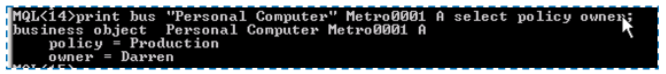 MQL<14>print bus "Personal Computer" Metro0001 A select policy owner;
business object  Personal Computer Metro0001 A
    policy = Production
    owner = Darren